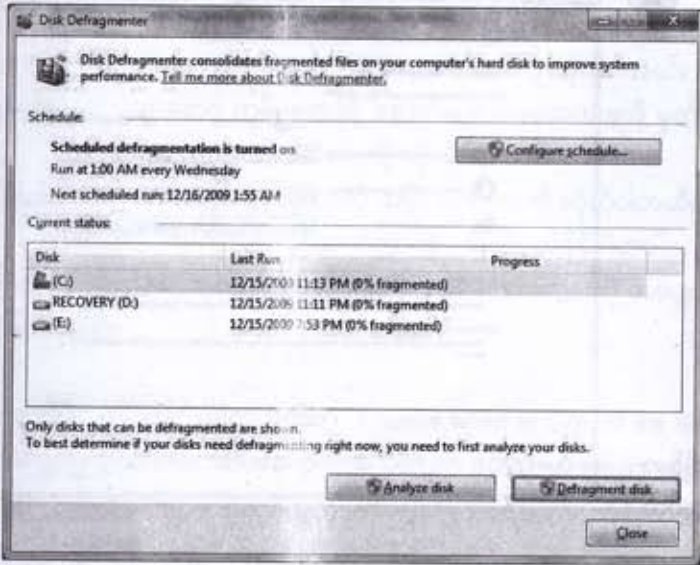 Disk Defragmenter
Disk Defragmenter consolidates fragmented files on your computer's hard disk to improve system
performance. Tell me more about Disk Defragmenter.
Schedule:
Scheduled defragmentation is turned on
Run at 1:00 AM every Wednesday
Next scheduled run: 12/16/2009 1:55 AM
Configure schedule...
Current status:
Disk Last Run Progress
(C:) 12/15/2009 11:13 PM (0% fragmented)
RECOVERY (D:) 12/15/2009 11:11 PM (0% fragmented)
(E:) 12/15/2009 7:53 PM (0% fragmented)
Only disks that can be defragmented are shown.
To best determine if your disks need defragmenting right now, you need to first analyze your disks.
Analyze disk Defragment disk
Close